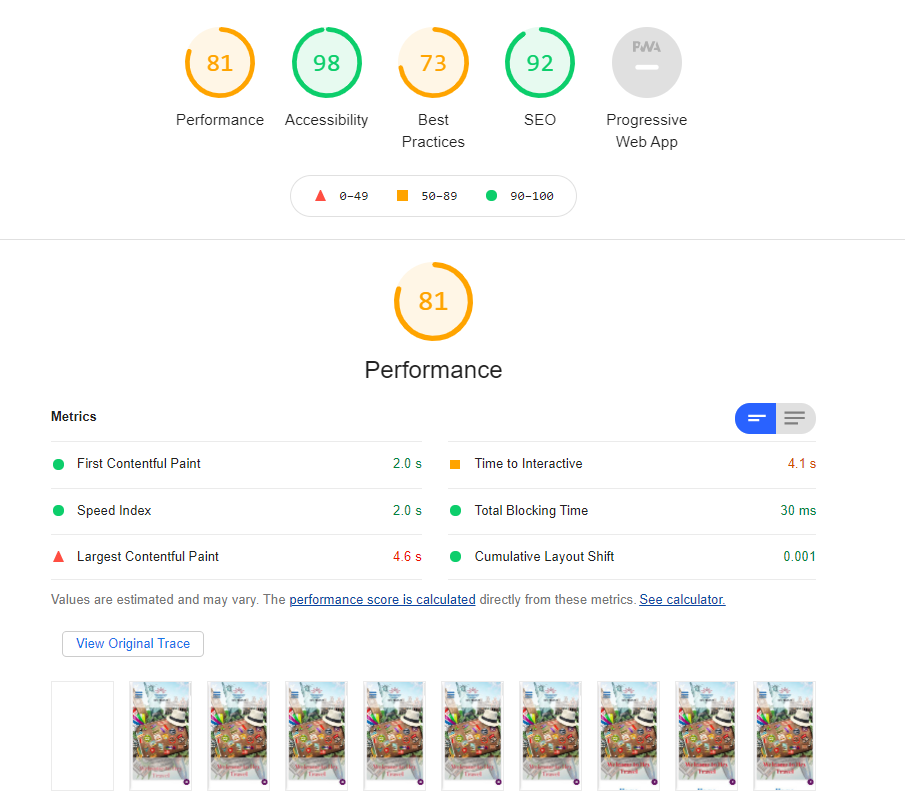 81 98 73 92 PWA
Performance Accessibility Best Practices SEO Progressive Web App
0–49 50–89 90–100
81
Performance
Metrics
First Contentful Paint 2.0 s
Time to Interactive 4.1 s
Speed Index 2.0 s
Total Blocking Time 30 ms
Largest Contentful Paint 4.6 s
Cumulative Layout Shift 0.001
Values are estimated and may vary. The performance score is calculated directly from these metrics. See calculator.
View Original Trace